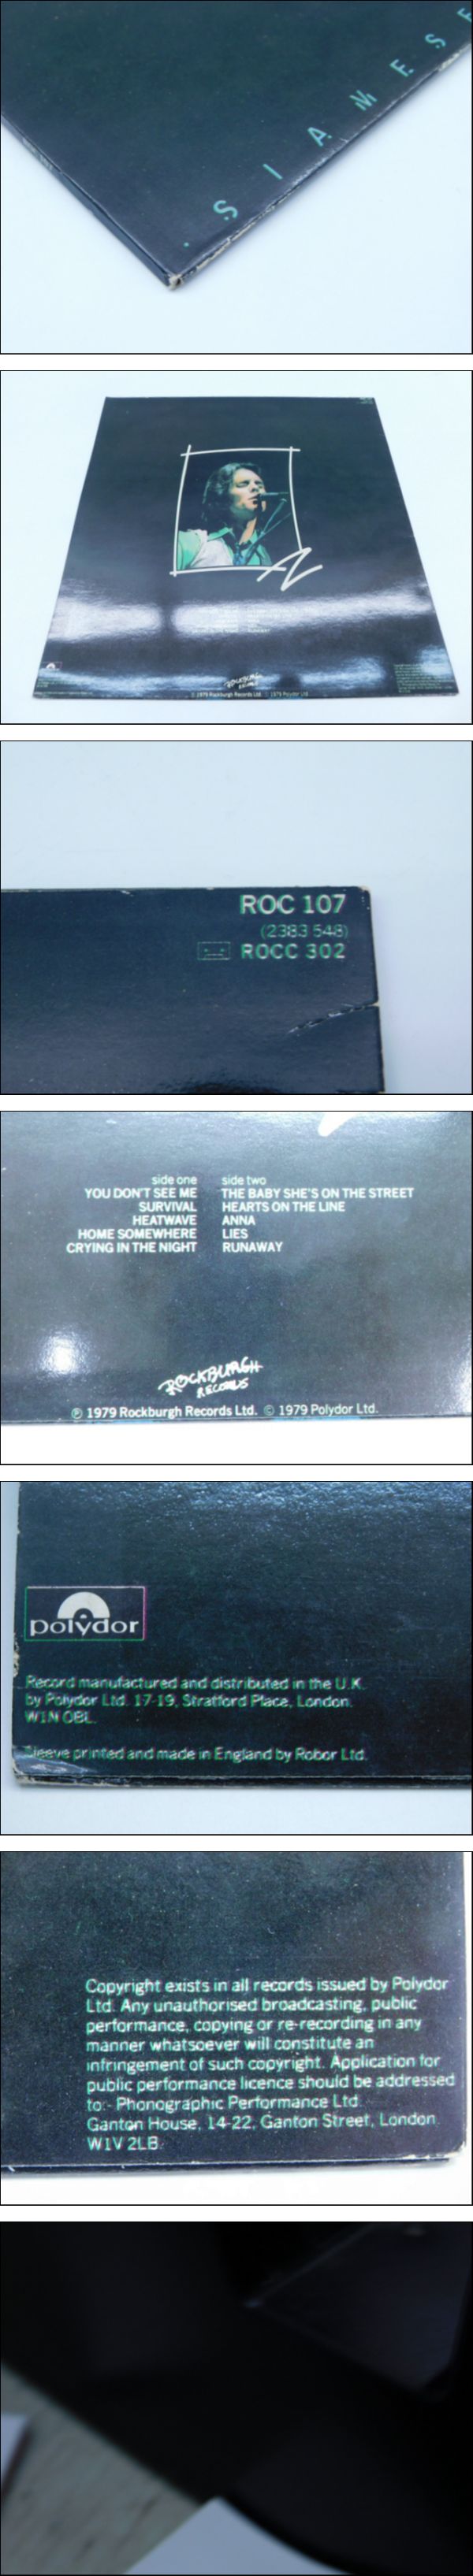 S I A M E S E
ROCKBURGH
RECORDS
℗ 1979 Rockburgh Records Ltd. © 1979 Polydor Ltd.
ROC 107
(2383 548)
ROCC 302
side one
YOU DON'T SEE ME
SURVIVAL
HEATWAVE
HOME SOMEWHERE
CRYING IN THE NIGHT
side two
THE BABY SHE'S ON THE STREET
HEARTS ON THE LINE
ANNA
LIES
RUNAWAY
ROCKBURGH
RECORDS
℗ 1979 Rockburgh Records Ltd. © 1979 Polydor Ltd.
polydor
Record manufactured and distributed in the U.K.
by Polydor Ltd. 17-19, Stratford Place, London.
W1N 0BL.
Sleeve printed and made in England by Robor Ltd.
Copyright exists in all records issued by Polydor
Ltd. Any unauthorised broadcasting, public
performance, copying or re-recording in any
manner whatsoever will constitute an
infringement of such copyright. Application for
public performance licence should be addressed
to:- Phonographic Performance Ltd.
Ganton House, 14-22, Ganton Street, London.
W1V 2LB.